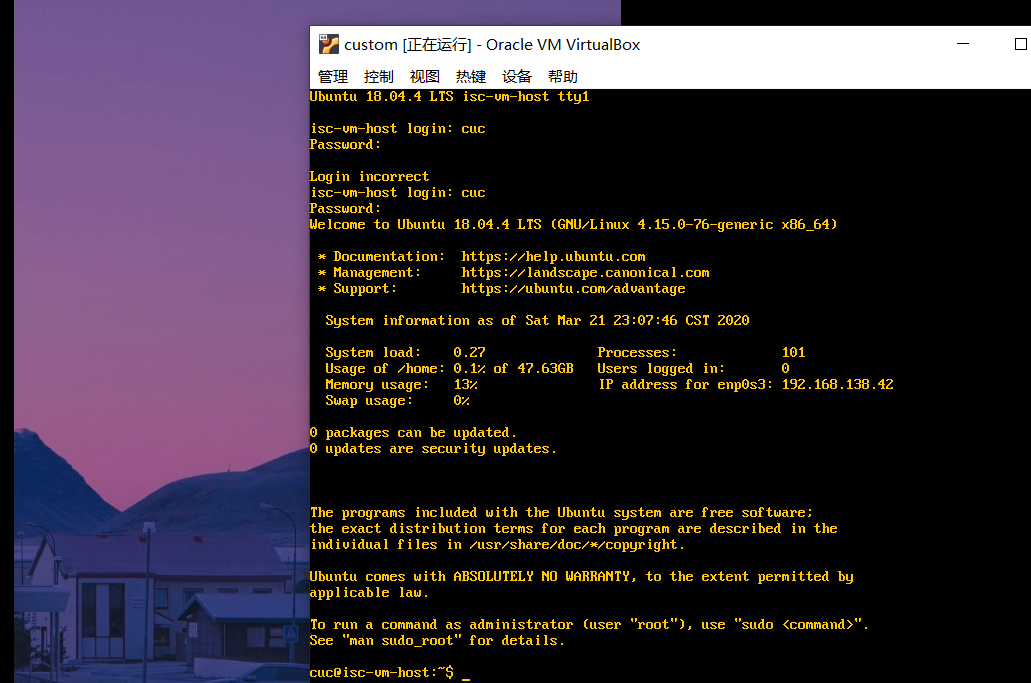 custom [正在运行] - Oracle VM VirtualBox
管理 控制 视图 热键 设备 帮助
Ubuntu 18.04.4 LTS isc-vm-host tty1
isc-vm-host login: cuc
Password:
Login incorrect
isc-vm-host login: cuc
Password:
Welcome to Ubuntu 18.04.4 LTS (GNU/Linux 4.15.0-76-generic x86_64)
* Documentation: https://help.ubuntu.com
* Management: https://landscape.canonical.com
* Support: https://ubuntu.com/advantage
System information as of Sat Mar 21 23:07:46 CST 2020
System load: 0.27 Processes: 101
Usage of /home: 0.1% of 47.63GB Users logged in: 0
Memory usage: 13% IP address for enp0s3: 192.168.138.42
Swap usage: 0%
0 packages can be updated.
0 updates are security updates.
The programs included with the Ubuntu system are free software;
the exact distribution terms for each program are described in the
individual files in /usr/share/doc/*/copyright.
Ubuntu comes with ABSOLUTELY NO WARRANTY, to the extent permitted by
applicable law.
To run a command as administrator (user "root"), use "sudo <command>".
See "man sudo_root" for details.
cuc@isc-vm-host:~$ _